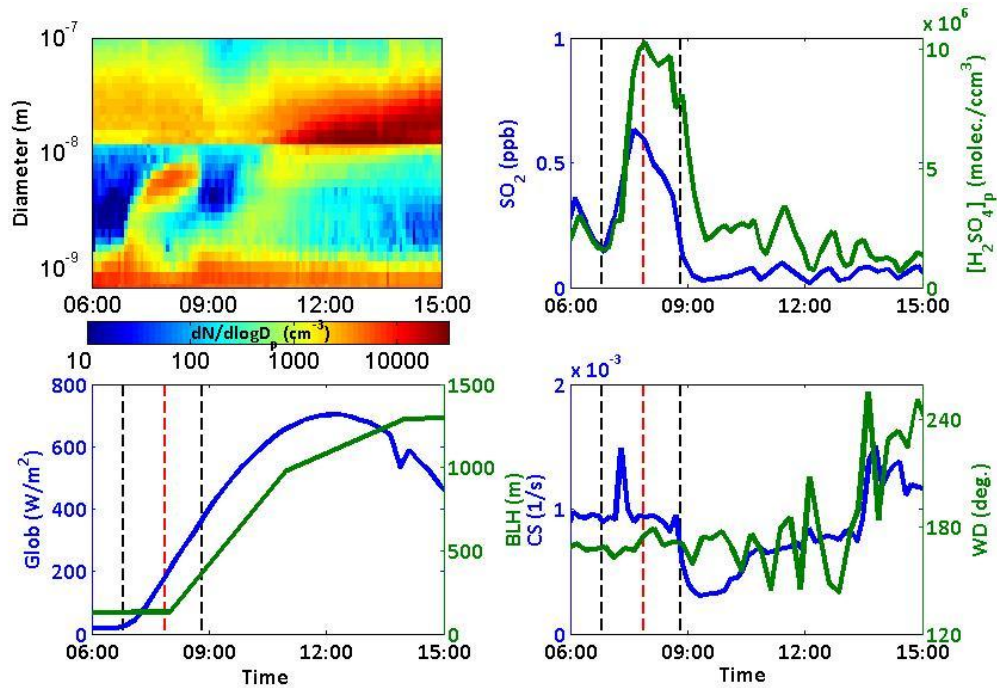 10^-7
10^-8
10^-9
Diameter (m)
06:00 09:00 12:00 15:00
dN/dlogD_p (cm^-3)
10 100 1000 10000
x 10^6
1
0.5
0
SO_2 (ppb)
10
5
0
[H_2SO_4]_p (molec./ccm^3)
06:00 09:00 12:00 15:00
800
600
400
200
0
Glob (W/m^2)
1500
1000
500
0
BLH (m)
06:00 09:00 12:00 15:00
Time
x 10^-3
2
1
0
CS (1/s)
240
180
120
WD (deg.)
06:00 09:00 12:00 15:00
Time